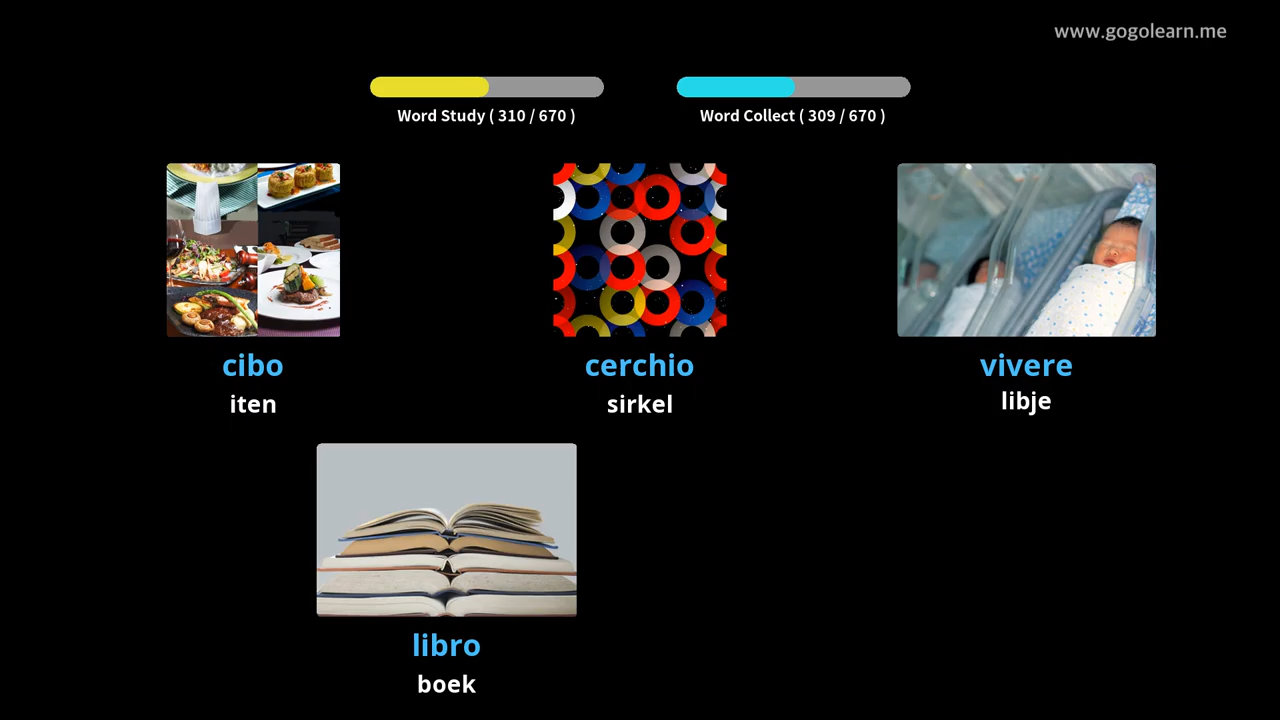 www.gogolearn.me
Word Study ( 310 / 670 )
Word Collect ( 309 / 670 )
cibo
iten
cerchio
sirkel
vivere
libje
libro
boek